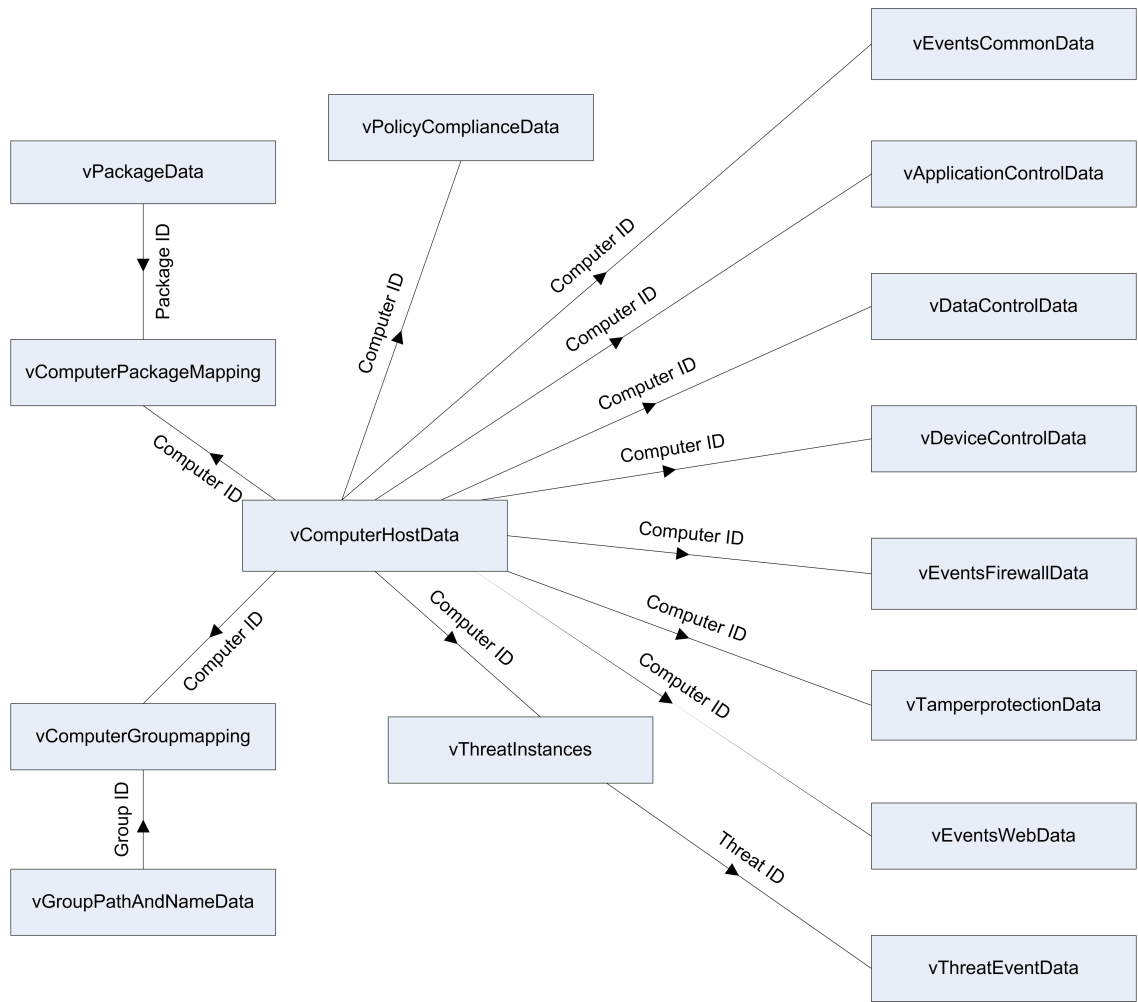 vEventsCommonData
vPolicyComplianceData
vPackageData
vApplicationControlData
Package ID
Computer ID
Computer ID
vDataControlData
Computer ID
vComputerPackageMapping
Computer ID
vDeviceControlData
Computer ID
Computer ID
vComputerHostData
Computer ID
vEventsFirewallData
Computer ID
Computer ID
Computer ID
Computer ID
vTamperprotectionData
vComputerGroupmapping
vThreatInstances
Group ID
vEventsWebData
Threat ID
vGroupPathAndNameData
vThreatEventData